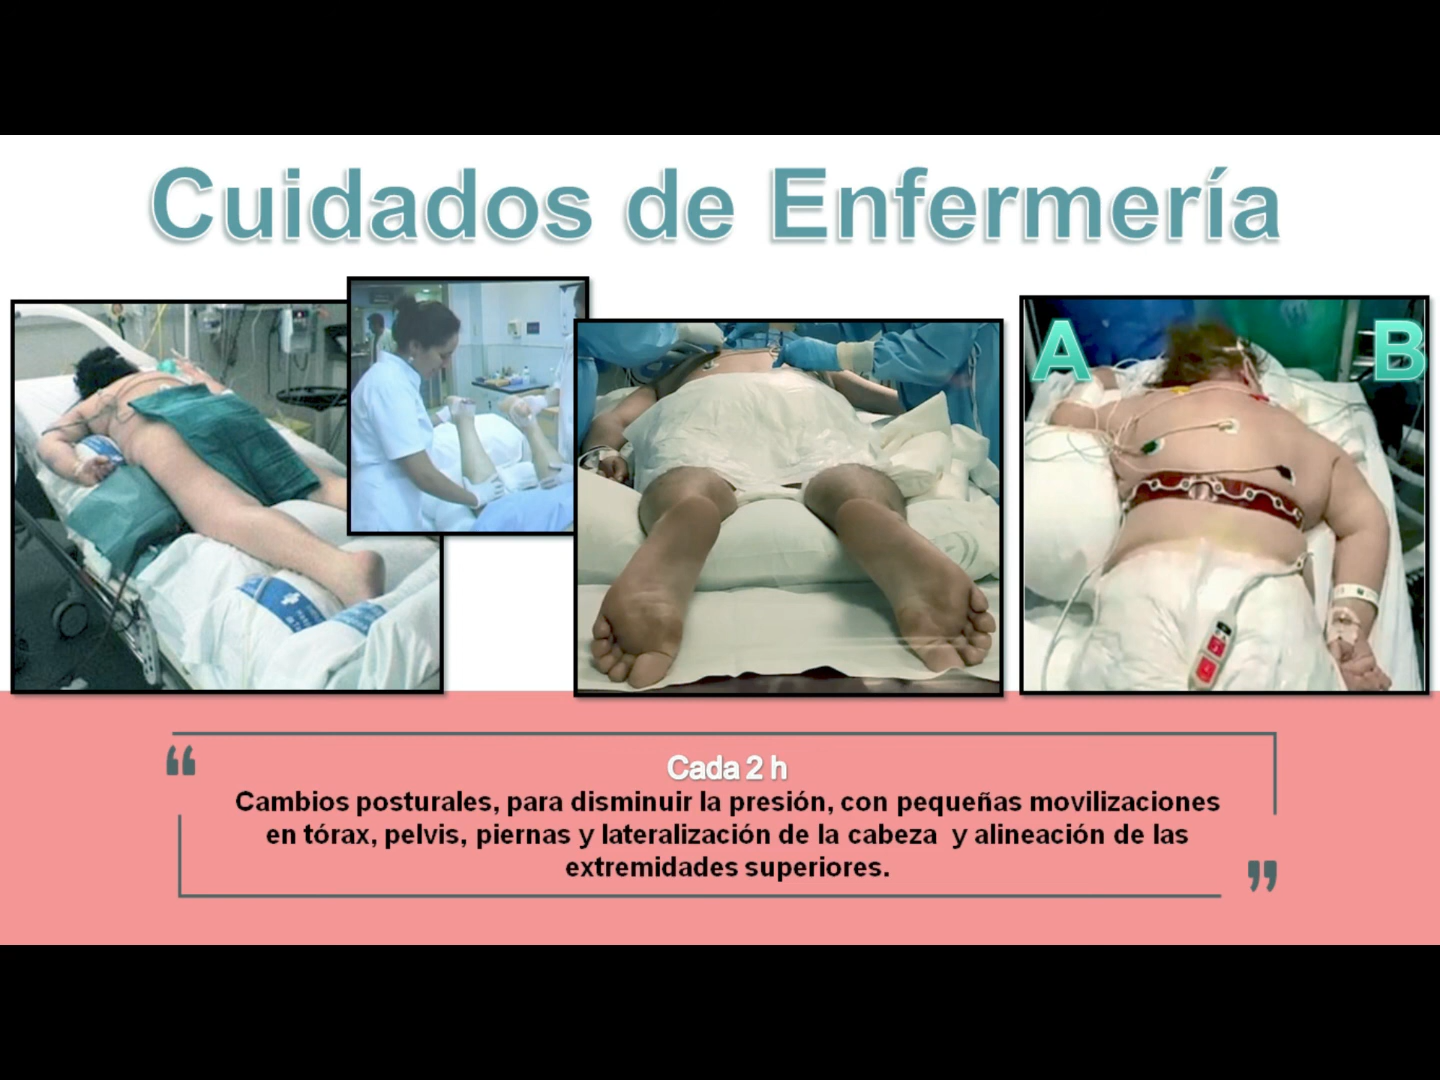 Cuidados de Enfermería
A B
“
Cada 2 h
Cambios posturales, para disminuir la presión, con pequeñas movilizaciones
en tórax, pelvis, piernas y lateralización de la cabeza y alineación de las
extremidades superiores.
”